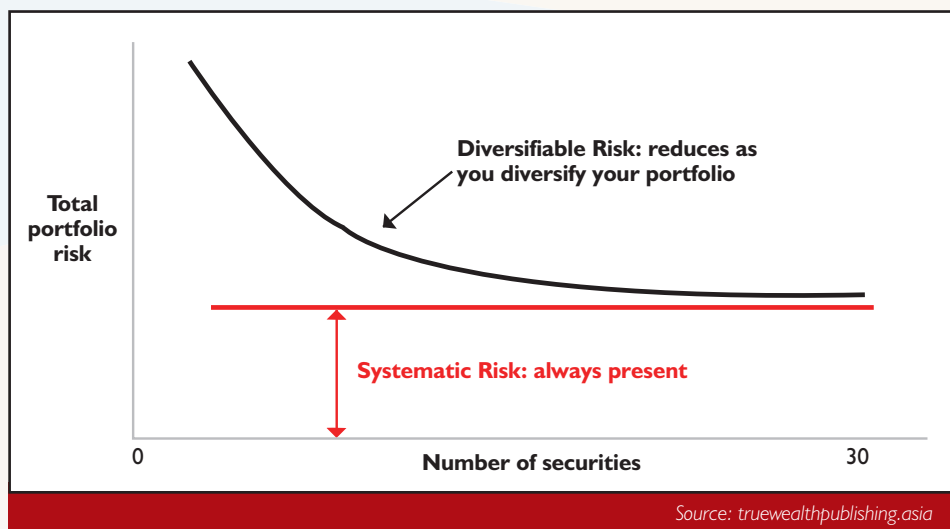 Diversifiable Risk: reduces as
you diversify your portfolio
Total
portfolio
risk
Systematic Risk: always present
0
Number of securities
30
Source: truewealthpublishing.asia